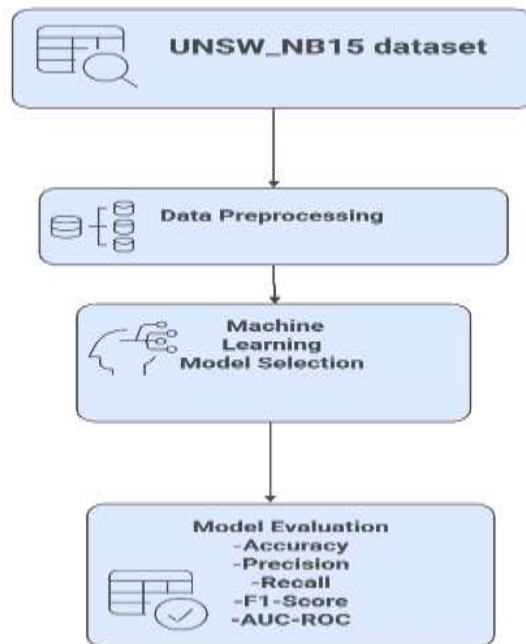 UNSW_NB15 dataset
Data Preprocessing
Machine
Learning
Model Selection
Model Evaluation
-Accuracy
-Precision
-Recall
-F1-Score
-AUC-ROC